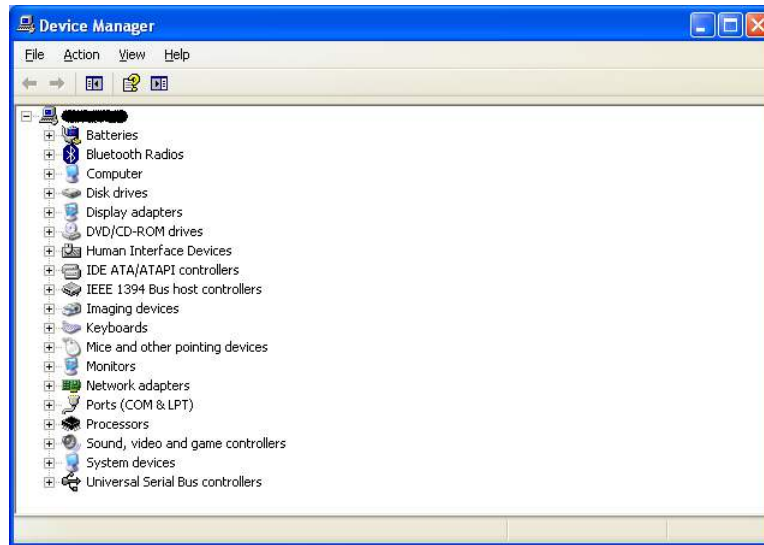 Device Manager
File Action View Help
Batteries
Bluetooth Radios
Computer
Disk drives
Display adapters
DVD/CD-ROM drives
Human Interface Devices
IDE ATA/ATAPI controllers
IEEE 1394 Bus host controllers
Imaging devices
Keyboards
Mice and other pointing devices
Monitors
Network adapters
Ports (COM & LPT)
Processors
Sound, video and game controllers
System devices
Universal Serial Bus controllers